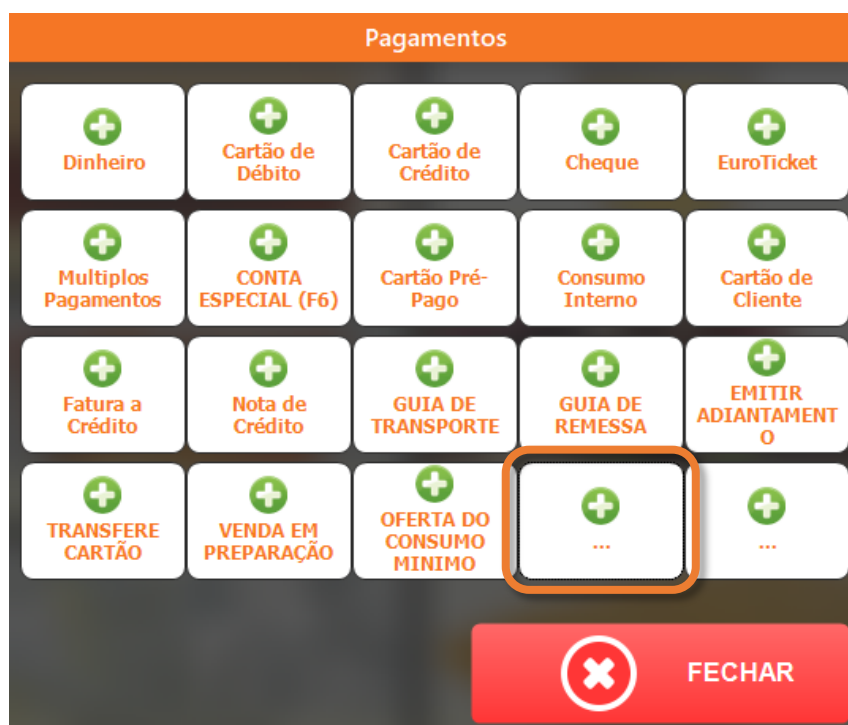 Pagamentos
Dinheiro
Cartão de
Débito
Cartão de
Crédito
Cheque
EuroTicket
Multiplos
Pagamentos
CONTA
ESPECIAL (F6)
Cartão Pré-
Pago
Consumo
Interno
Cartão de
Cliente
Fatura a
Crédito
Nota de
Crédito
GUIA DE
TRANSPORTE
GUIA DE
REMESSA
EMITIR
ADIANTAMENT
O
TRANSFERE
CARTÃO
VENDA EM
PREPARAÇÃO
OFERTA DO
CONSUMO
MINIMO
...
...
FECHAR